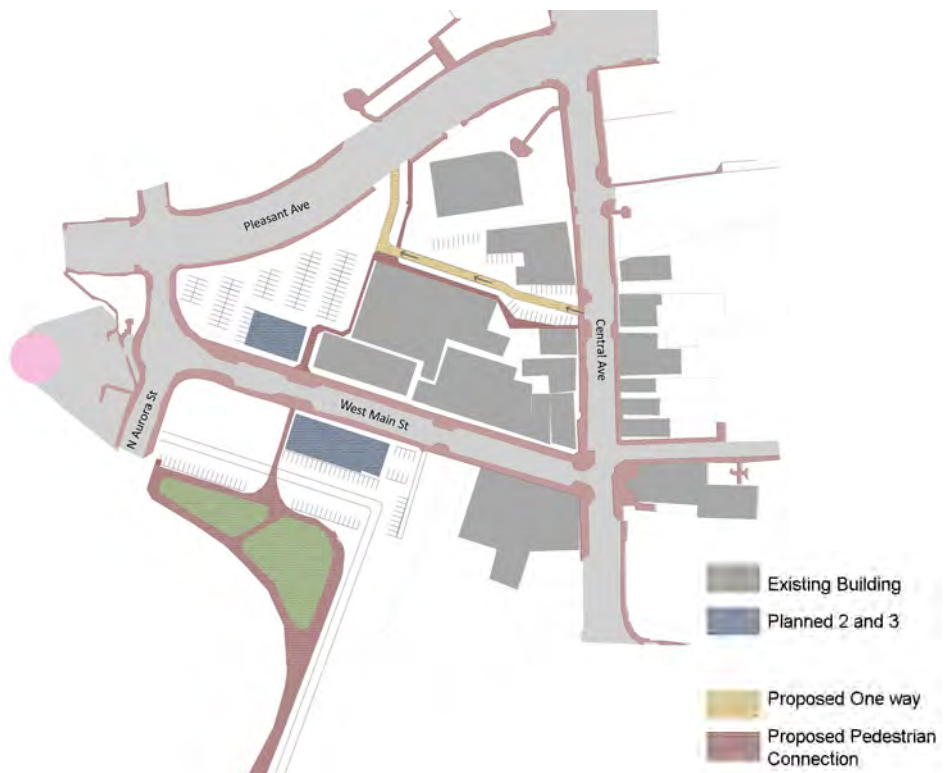 Pleasant Ave
Central Ave
West Main St
N Aurora St
Existing Building
Planned 2 and 3
Proposed One way
Proposed Pedestrian
Connection